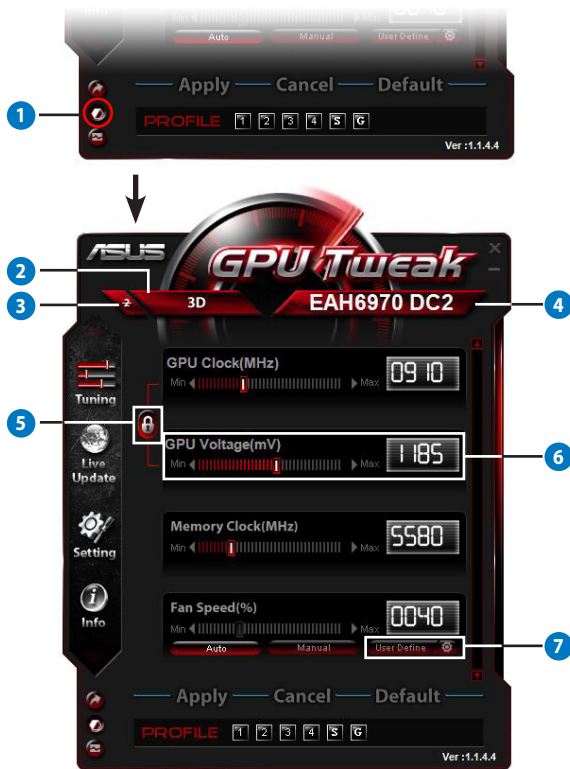 Min Max
Auto Manual User Define
Apply Cancel Default
1
PROFILE 1 2 3 4 S G
Ver :1.1.4.4
ASUS GPU Tweak
2
3
2 3D EAH6970 DC2
4
GPU Clock(MHz)
Min Max 0910
Tuning
5
GPU Voltage(mV)
Min Max 1185
6
Live
Update
Memory Clock(MHz)
Min Max 5580
Setting
Fan Speed(%)
Min Max 0040
Info
Auto Manual User Define
7
Apply Cancel Default
PROFILE 1 2 3 4 S G
Ver :1.1.4.4